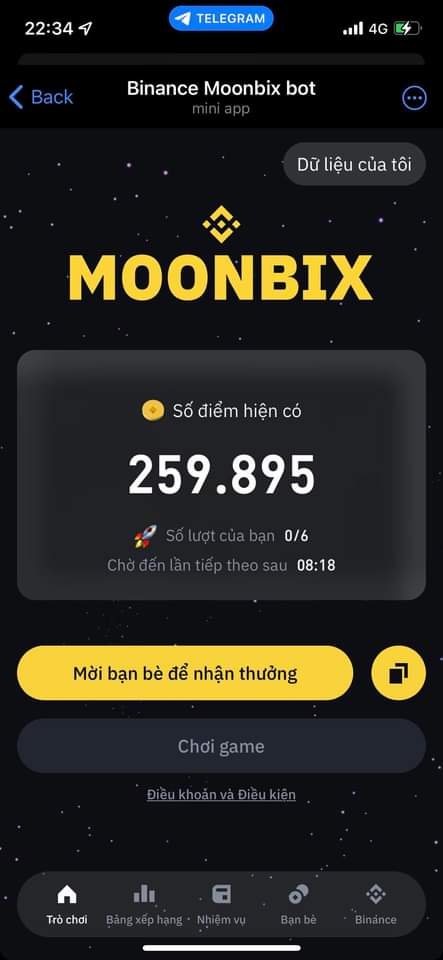 22:34
TELEGRAM
4G
Back
Binance Moonbix bot
mini app
Dữ liệu của tôi
MOONBIX
Số điểm hiện có
259.895
Số lượt của bạn 0/6
Chờ đến lần tiếp theo sau 08:18
Mời bạn bè để nhận thưởng
Chơi game
Điều khoản và Điều kiên
Trò chơi
Bảng xếp hạng
Nhiệm vụ
Bạn bè
Binánce